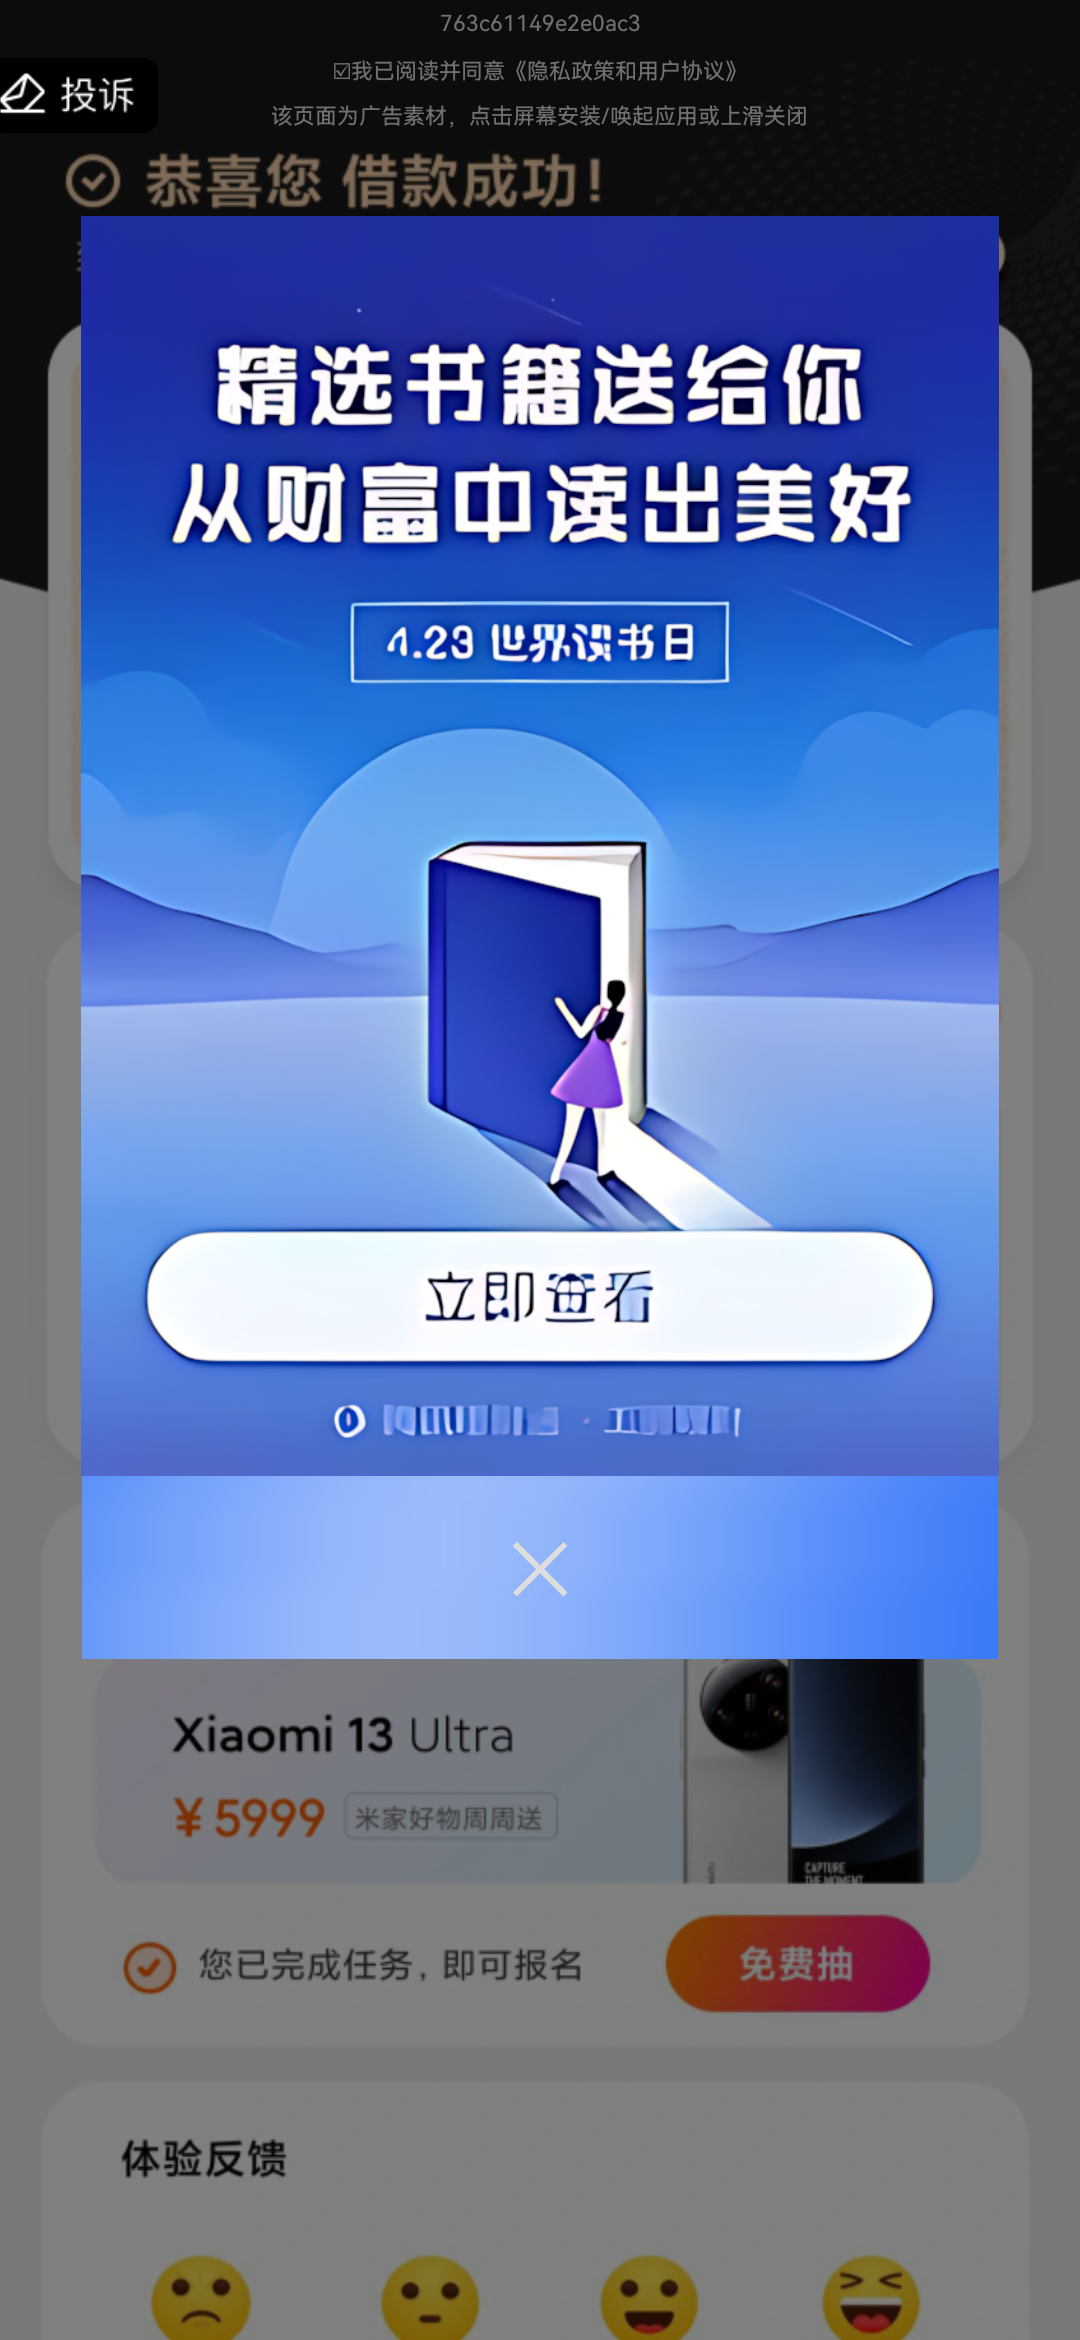 763c61149e2e0ac3
☑我已阅读并同意《隐私政策和用户协议》
投诉
该页面为广告素材，点击屏幕安装/唤起应用或上滑关闭
恭喜您 借款成功！
精选书籍送给你
从财富中读出美好
4.23 世界读书日
立即查看
Xiaomi 13 Ultra
¥5999 米家好物周周送
CAPTURE
THE MOMENT
您已完成任务，即可报名
免费抽
体验反馈